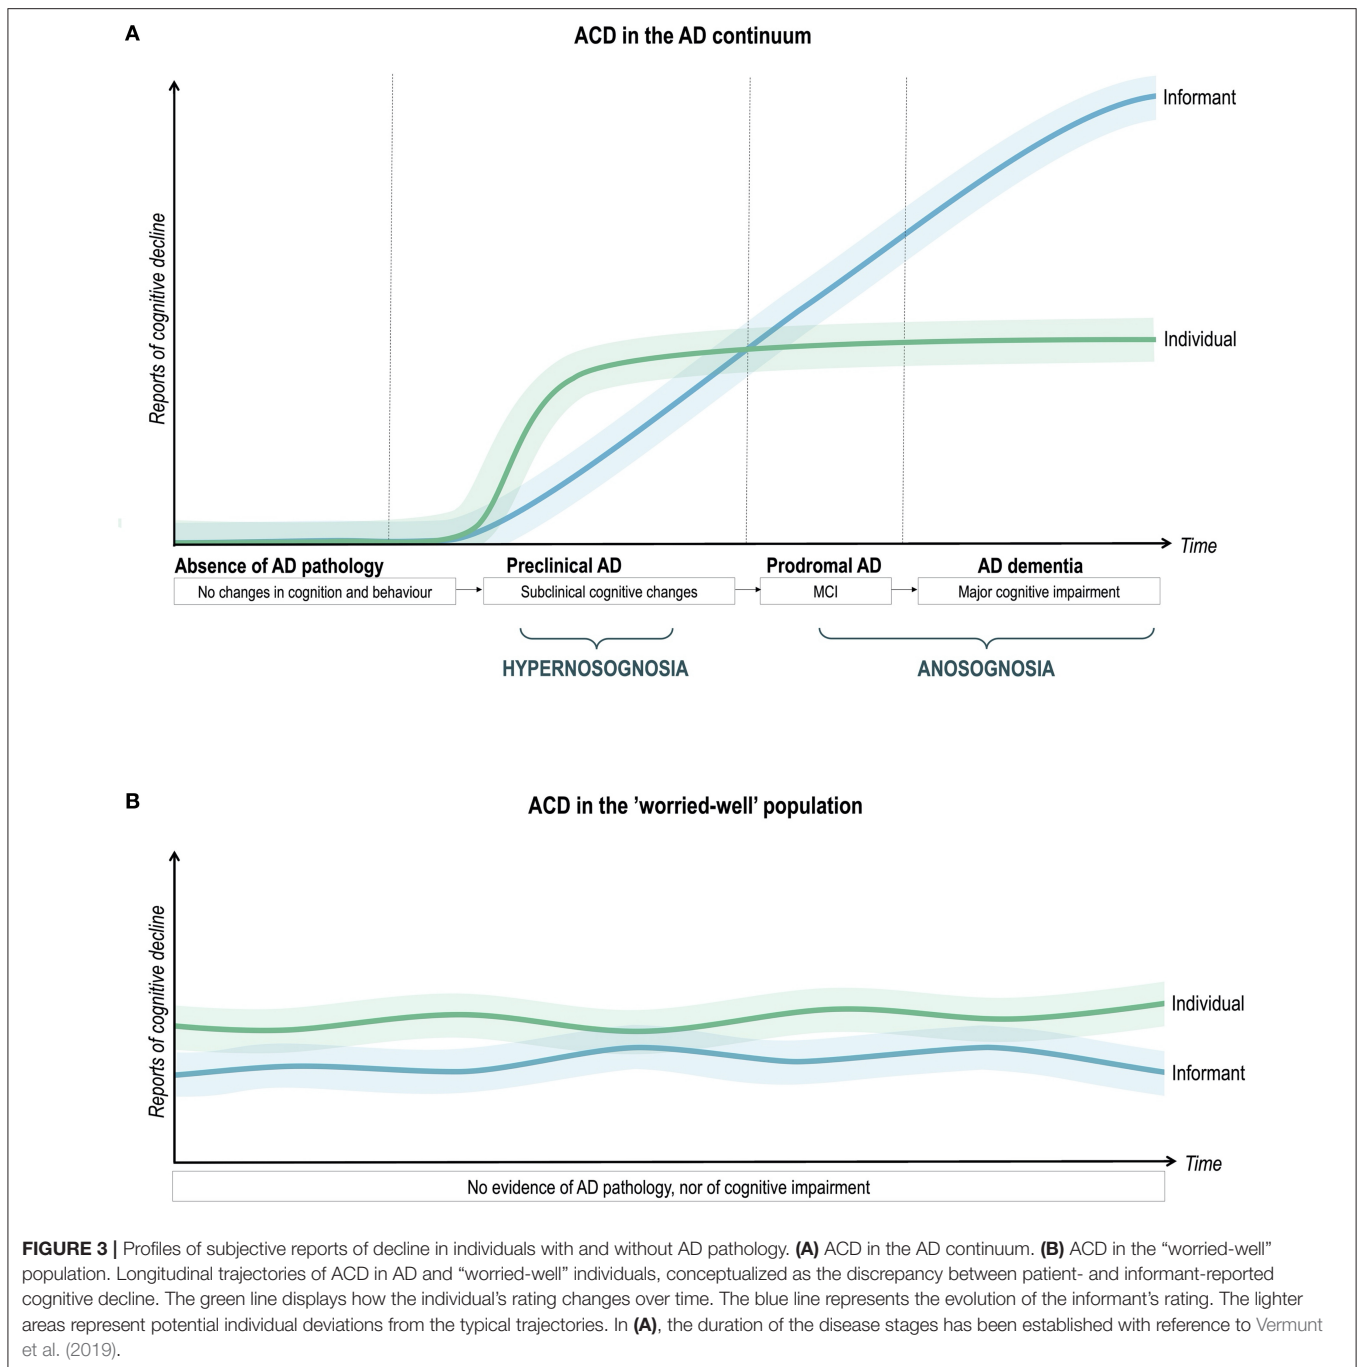 A
ACD in the AD continuum
Informant
Individual
Reports of cognitive decline
Time
Absence of AD pathology
Preclinical AD
Prodromal AD
AD dementia
No changes in cognition and behaviour
Subclinical cognitive changes
MCI
Major cognitive impairment
HYPERNOSOGNOSIA
ANOSOGNOSIA
B
ACD in the ’worried-well’ population
Reports of cognitive decline
Individual
Informant
Time
No evidence of AD pathology, nor of cognitive impairment
FIGURE 3 | Profiles of subjective reports of decline in individuals with and without AD pathology. (A) ACD in the AD continuum. (B) ACD in the “worried-well”
population. Longitudinal trajectories of ACD in AD and “worried-well” individuals, conceptualized as the discrepancy between patient- and informant-reported
cognitive decline. The green line displays how the individual’s rating changes over time. The blue line represents the evolution of the informant’s rating. The lighter
areas represent potential individual deviations from the typical trajectories. In (A), the duration of the disease stages has been established with reference to Vermunt
et al. (2019).